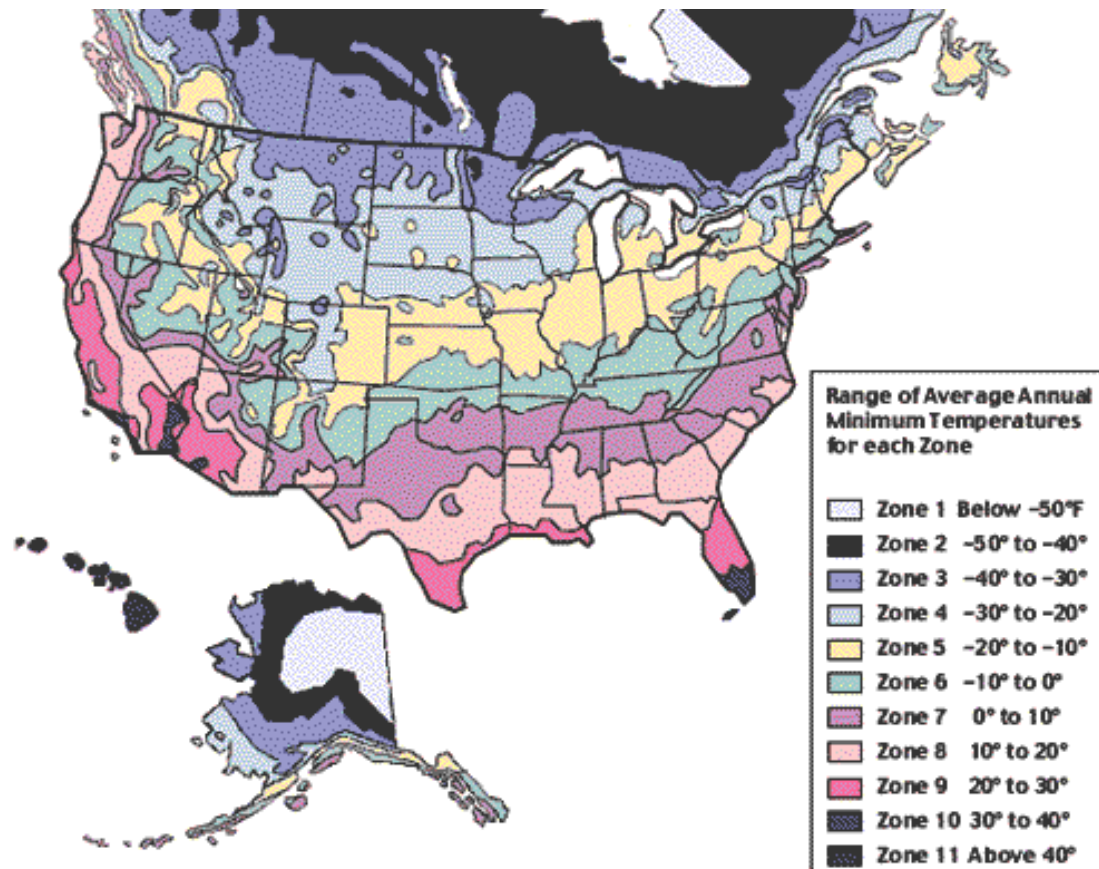 Range of Average Annual
Minimum Temperatures
for each Zone
Zone 1 Below -50°F
Zone 2 -50° to -40°
Zone 3 -40° to -30°
Zone 4 -30° to -20°
Zone 5 -20° to -10°
Zone 6 -10° to 0°
Zone 7 0° to 10°
Zone 8 10° to 20°
Zone 9 20° to 30°
Zone 10 30° to 40°
Zone 11 Above 40°